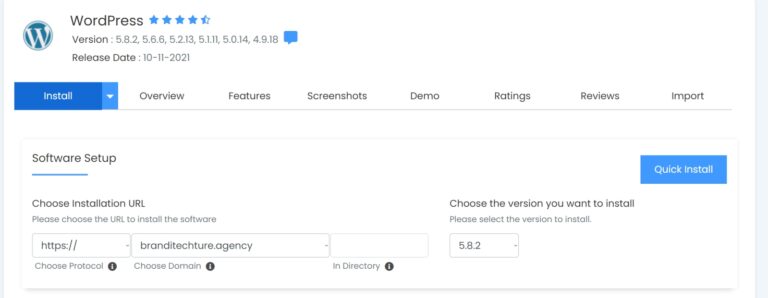 WordPress
Version : 5.8.2, 5.6.6, 5.2.13, 5.1.11, 5.0.14, 4.9.18
Release Date : 10-11-2021
Install Overview Features Screenshots Demo Ratings Reviews Import
Software Setup
Quick Install
Choose Installation URL
Please choose the URL to install the software
https:// branditechture.agency
Choose Protocol Choose Domain In Directory
Choose the version you want to install
Please select the version to install.
5.8.2